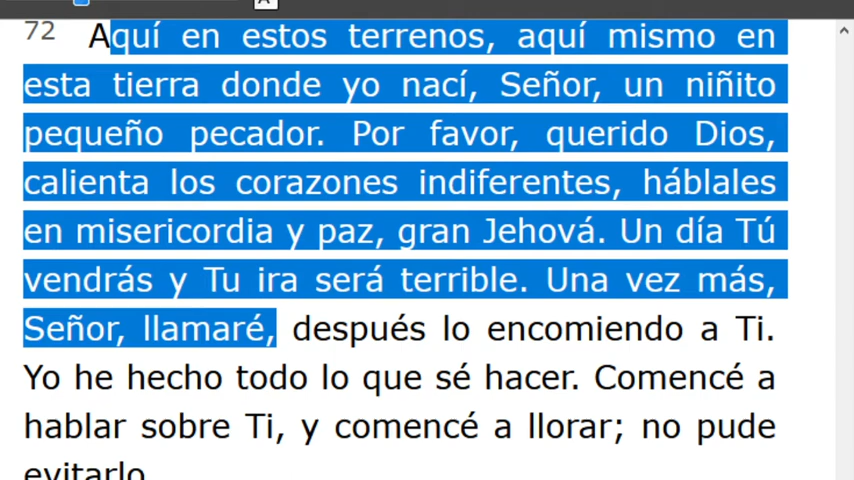 72 Aquí en estos terrenos, aquí mismo en
esta tierra donde yo nací, Señor, un niñito
pequeño pecador. Por favor, querido Dios,
calienta los corazones indiferentes, háblales
en misericordia y paz, gran Jehová. Un día Tú
vendrás y Tu ira será terrible. Una vez más,
Señor, llamaré, después lo encomiendo a Ti.
Yo he hecho todo lo que sé hacer. Comencé a
hablar sobre Ti, y comencé a llorar; no pude
evitarlo